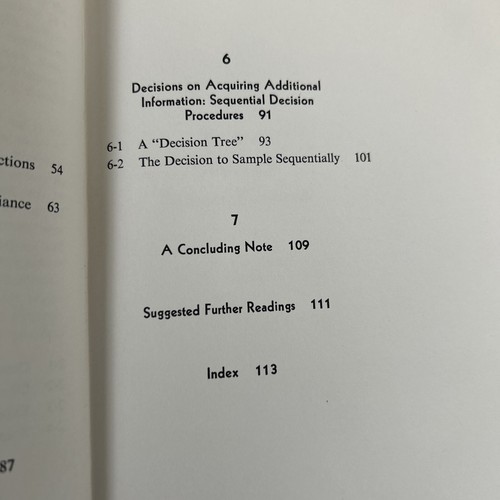 54
63
87
6
Decisions on Acquiring Additional
Information: Sequential Decision
Procedures 91
6-1 A "Decision Tree" 93
6-2 The Decision to Sample Sequentially 101
7
A Concluding Note 109
Suggested Further Readings 111
Index 113